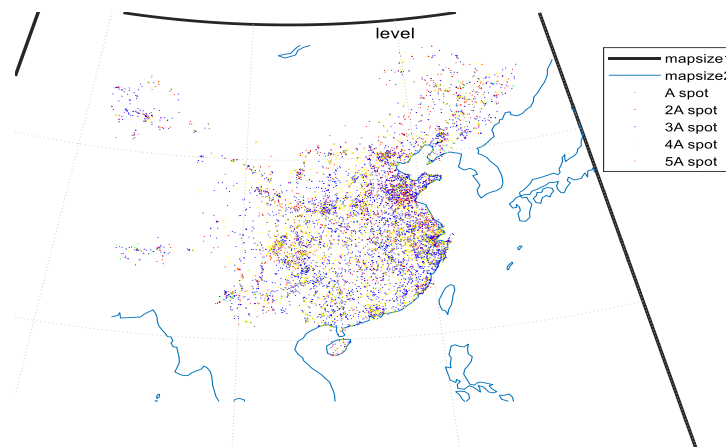 level
mapsize1
mapsize2
A spot
2A spot
3A spot
4A spot
5A spot